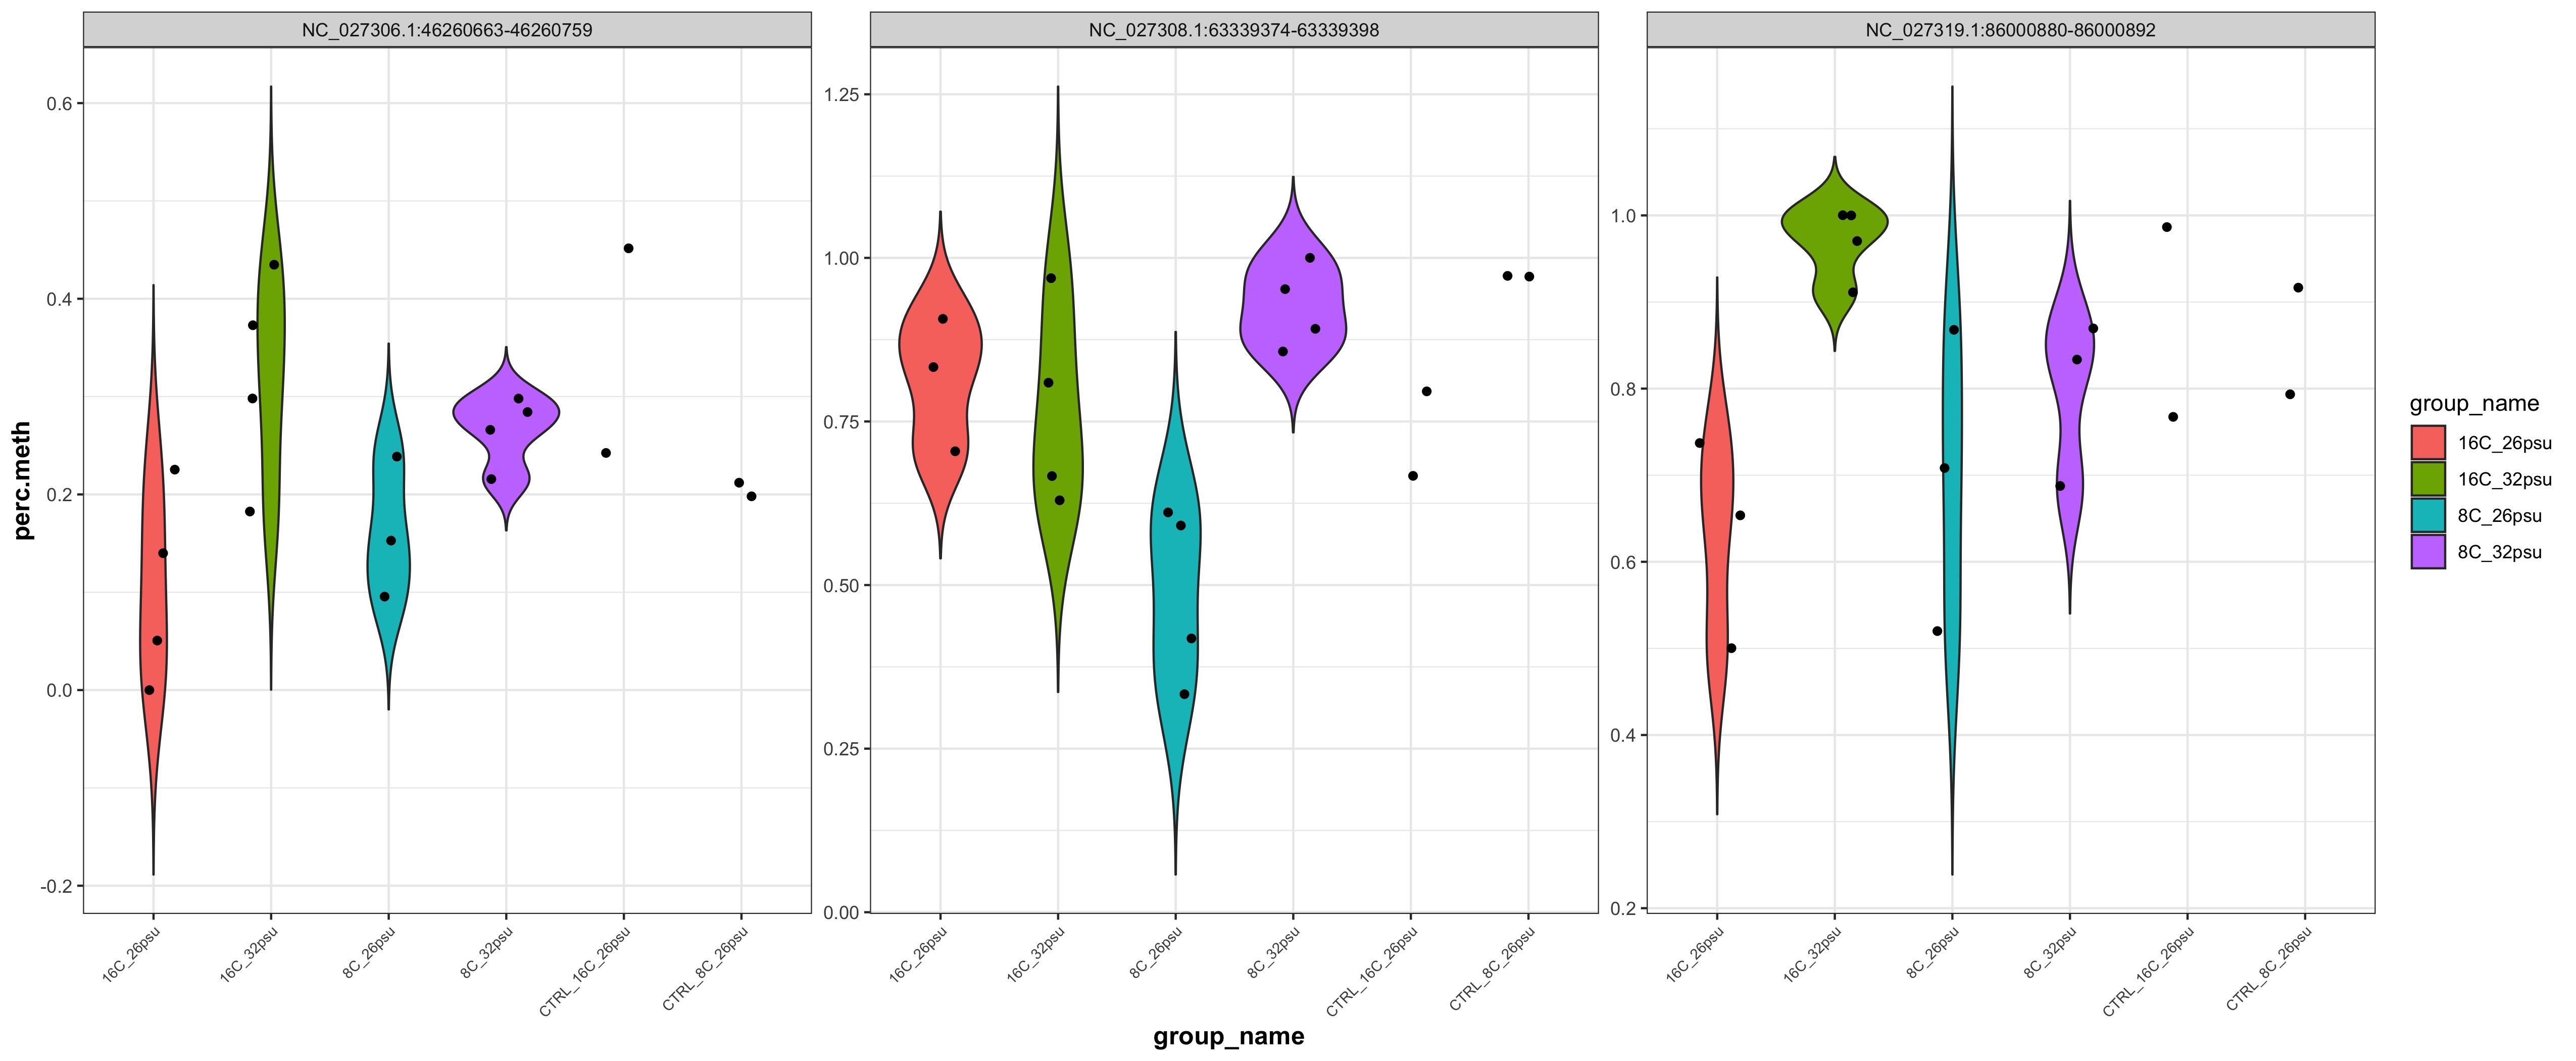 NC_027306.1:46260663-46260759
NC_027308.1:63339374-63339398
NC_027319.1:86000880-86000892
perc.meth
0.6
0.4
0.2
0.0
-0.2
1.25
1.00
0.75
0.50
0.25
0.00
1.0
0.8
0.6
0.4
0.2
16C_26psu
16C_32psu
8C_26psu
8C_32psu
CTRL_16C_26psu
CTRL_8C_26psu
16C_26psu
16C_32psu
8C_26psu
8C_32psu
CTRL_16C_26psu
CTRL_8C_26psu
16C_26psu
16C_32psu
8C_26psu
8C_32psu
CTRL_16C_26psu
CTRL_8C_26psu
group_name
group_name
16C_26psu
16C_32psu
8C_26psu
8C_32psu